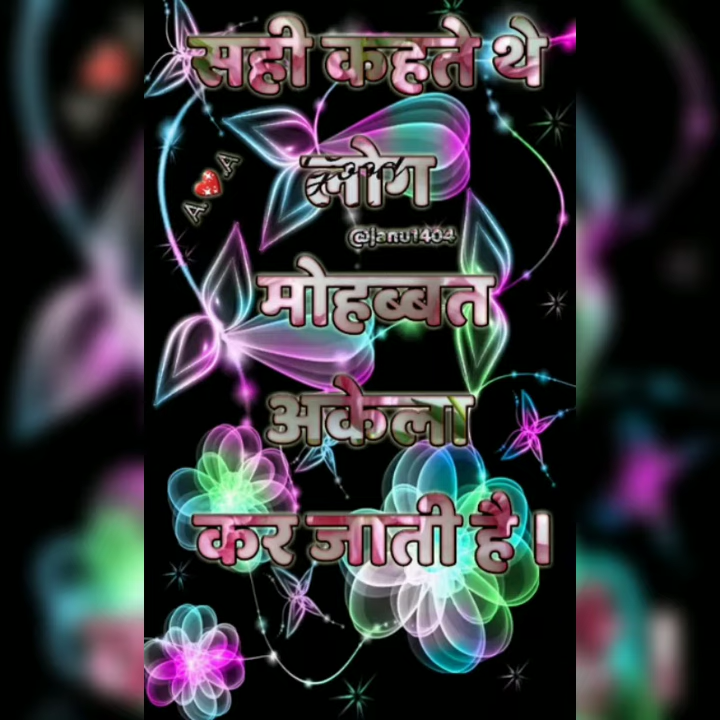 सही कहते थे
लोग
@janu1404
A❤A
मोहब्बत
अकेला
कर जाती है।